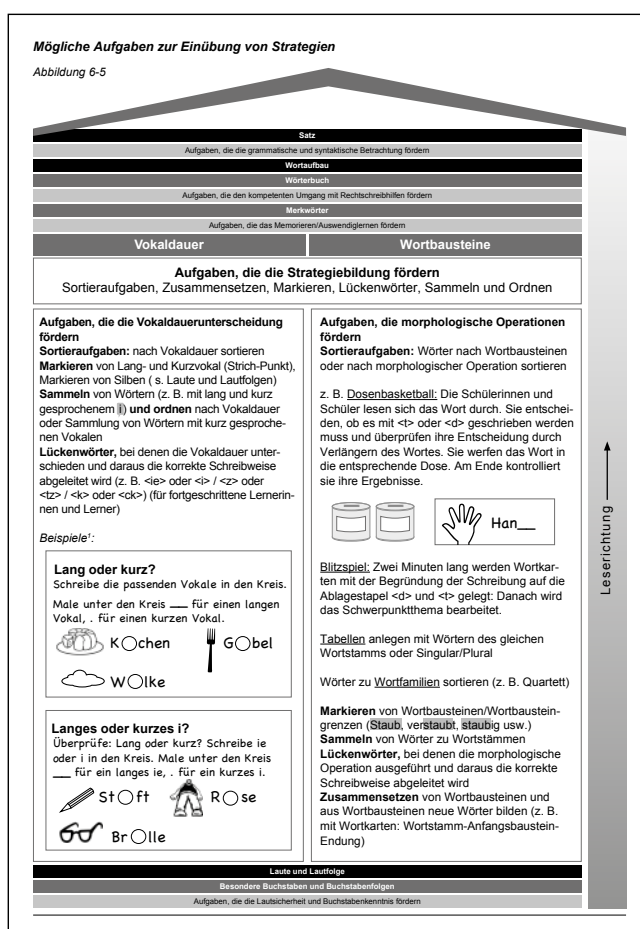 Mögliche Aufgaben zur Einübung von Strategien
Abbildung 6-5
Satz
Aufgaben, die die grammatische und syntaktische Betrachtung fördern
Wortaufbau
Wörterbuch
Aufgaben, die den kompetenten Umgang mit Rechtschreibhilfen fördern
Merkwörter
Aufgaben, die das Memorieren/Auswendiglernen fördern
Vokaldauer
Wortbausteine
Aufgaben, die die Strategiebildung fördern
Sortieraufgaben, Zusammensetzen, Markieren, Lückenwörter, Sammeln und Ordnen
Aufgaben, die die Vokaldauerunterscheidung
fördern
Sortieraufgaben: nach Vokaldauer sortieren
Markieren von Lang- und Kurzvokal (Strich-Punkt),
Markieren von Silben ( s. Laute und Lautfolgen)
Sammeln von Wörtern (z. B. mit lang und kurz
gesprochenem i) und ordnen nach Vokaldauer
oder Sammlung von Wörtern mit kurz gesproche-
nen Vokalen
Lückenwörter, bei denen die Vokaldauer unter-
schieden und daraus die korrekte Schreibweise
abgeleitet wird (z. B. <ie> oder <i> / <z> oder
<tz> / <k> oder <ck>) (für fortgeschrittene Lernerin-
nen und Lerner)
Beispiele¹:
Lang oder kurz?
Schreibe die passenden Vokale in den Kreis.
Male unter den Kreis __ für einen langen
Vokal, . für einen kurzen Vokal.
K○chen
G○bel
W○lke
Langes oder kurzes i?
Überprüfe: Lang oder kurz? Schreibe ie
oder i in den Kreis. Male unter den Kreis
__ für ein langes ie, . für ein kurzes i.
St○ft
R○se
Br○lle
Aufgaben, die morphologische Operationen
fördern
Sortieraufgaben: Wörter nach Wortbausteinen
oder nach morphologischer Operation sortieren
z. B. Dosenbasketball: Die Schülerinnen und
Schüler lesen sich das Wort durch. Sie entschei-
den, ob es mit <t> oder <d> geschrieben werden
muss und überprüfen ihre Entscheidung durch
Verlängern des Wortes. Sie werfen das Wort in
die entsprechende Dose. Am Ende kontrolliert
sie ihre Ergebnisse.
Han__
Blitzspiel: Zwei Minuten lang werden Wortkar-
ten mit der Begründung der Schreibung auf die
Ablagestapel <d> und <t> gelegt: Danach wird
das Schwerpunktthema bearbeitet.
Tabellen anlegen mit Wörtern des gleichen
Wortstamms oder Singular/Plural
Wörter zu Wortfamilien sortieren (z. B. Quartett)
Markieren von Wortbausteinen/Wortbaustein-
grenzen (Staub, verstaubt, staubig usw.)
Sammeln von Wörter zu Wortstämmen
Lückenwörter, bei denen die morphologische
Operation ausgeführt und daraus die korrekte
Schreibweise abgeleitet wird
Zusammensetzen von Wortbausteinen und
aus Wortbausteinen neue Wörter bilden (z. B.
mit Wortkarten: Wortstamm-Anfangsbaustein-
Endung)
Leserichtung
Laute und Lautfolge
Besondere Buchstaben und Buchstabenfolgen
Aufgaben, die die Lautsicherheit und Buchstabenkenntnis fördern